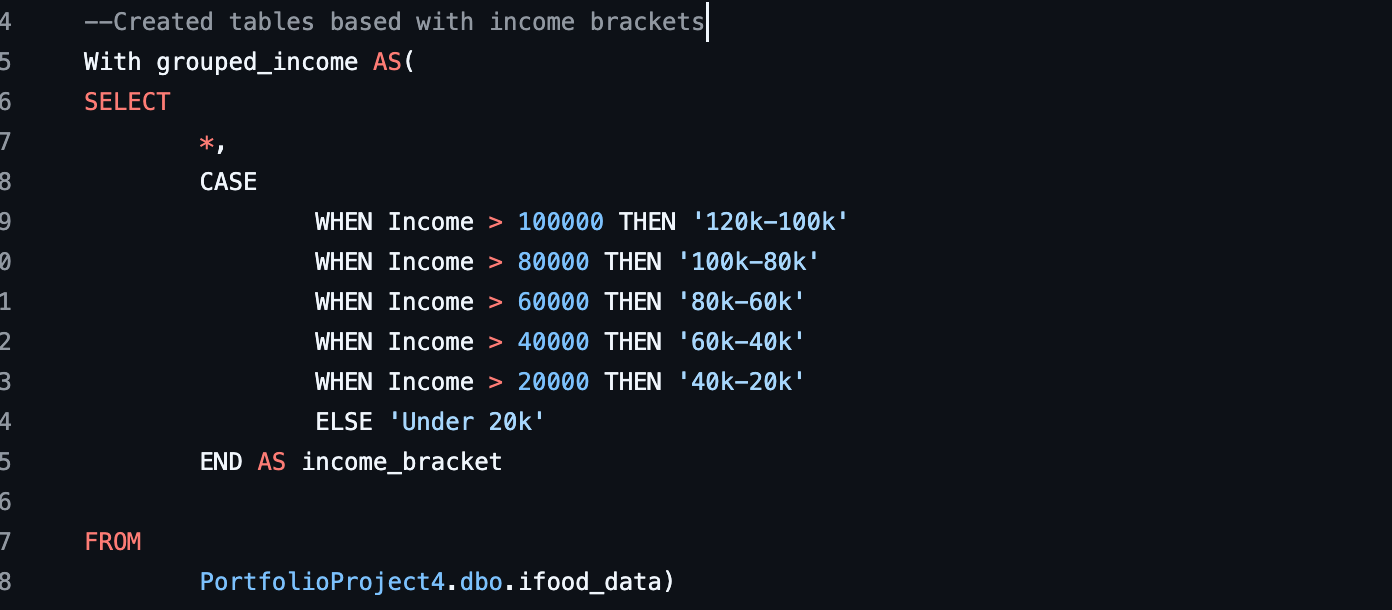 4 --Created tables based with income brackets
5 With grouped_income AS(
6 SELECT
7 *,
8 CASE
9 WHEN Income > 100000 THEN '120k-100k'
0 WHEN Income > 80000 THEN '100k-80k'
1 WHEN Income > 60000 THEN '80k-60k'
2 WHEN Income > 40000 THEN '60k-40k'
3 WHEN Income > 20000 THEN '40k-20k'
4 ELSE 'Under 20k'
5 END AS income_bracket
6
7 FROM
8 PortfolioProject4.dbo.ifood_data)